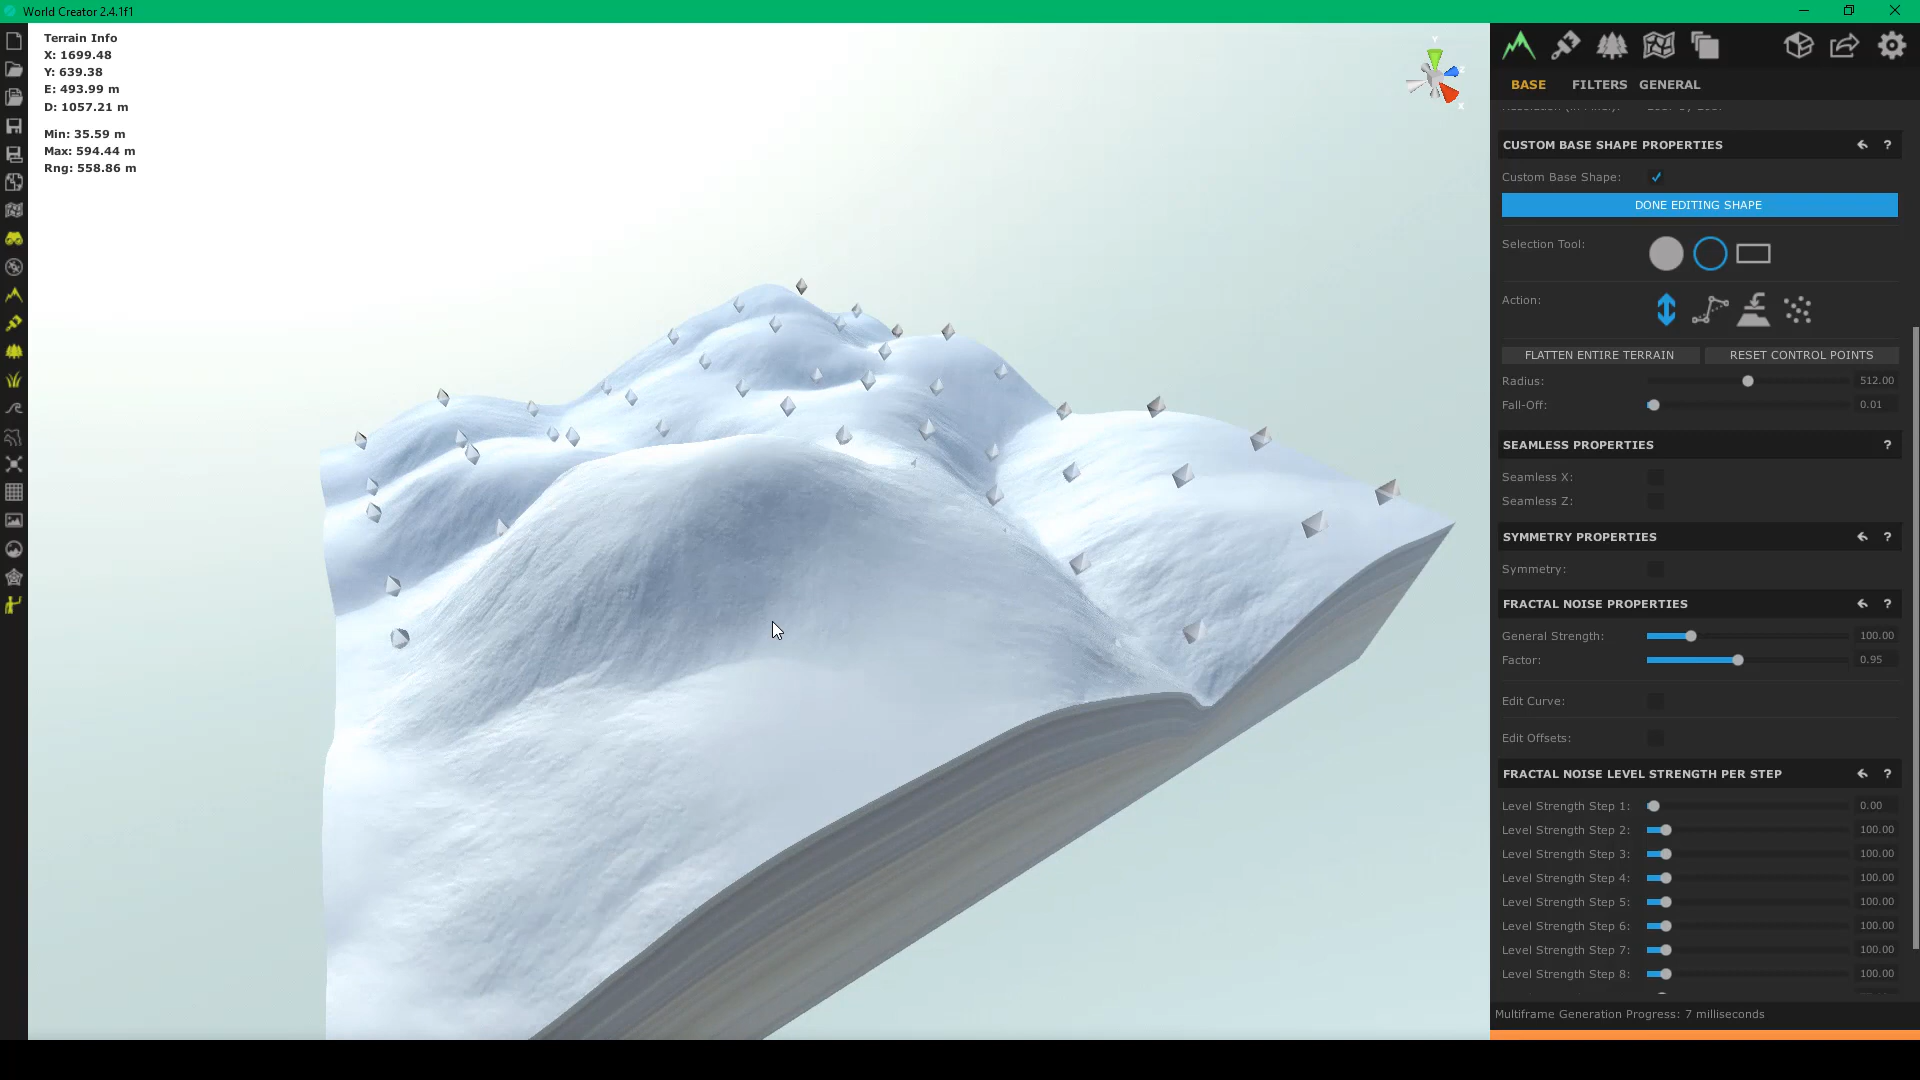 World Creator 2.4.1f1
Terrain Info
X: 1699.48
Y: 639.38
E: 493.99 m
D: 1057.21 m
Min: 35.59 m
Max: 594.44 m
Rng: 558.86 m
Y
X
BASE FILTERS GENERAL
CUSTOM BASE SHAPE PROPERTIES ?
Custom Base Shape:
DONE EDITING SHAPE
Selection Tool:
Action:
FLATTEN ENTIRE TERRAIN RESET CONTROL POINTS
Radius: 512.00
Fall-Off: 0.01
SEAMLESS PROPERTIES ?
Seamless X:
Seamless Z:
SYMMETRY PROPERTIES ?
Symmetry:
FRACTAL NOISE PROPERTIES ?
General Strength: 100.00
Factor: 0.95
Edit Curve:
Edit Offsets:
FRACTAL NOISE LEVEL STRENGTH PER STEP ?
Level Strength Step 1: 0.00
Level Strength Step 2: 100.00
Level Strength Step 3: 100.00
Level Strength Step 4: 100.00
Level Strength Step 5: 100.00
Level Strength Step 6: 100.00
Level Strength Step 7: 100.00
Level Strength Step 8: 100.00
Multiframe Generation Progress: 7 milliseconds